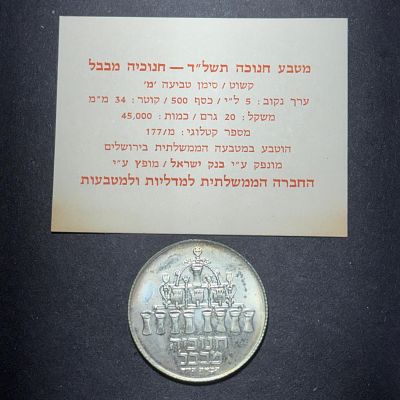 מטבע חנוכה תשל"ד — חנוכיה מבבל
קשוט / סימן טביעה 'מ'
ערך נקוב: 5 ל"י / כסף 500 / קוטר: 34 מ"מ
משקל: 20 גרם / כמות: 45,000
מספר קטלוגי: מ/177
הוטבע במטבעה הממשלתית בירושלים
מונפק ע"י בנק ישראל / מופץ ע"י
החברה הממשלתית למדליות ולמטבעות
חנוכיה
מבבל